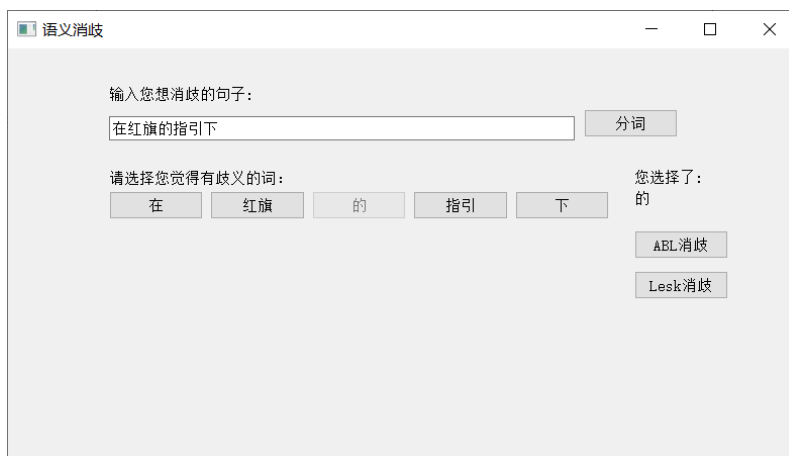 语义消歧
输入您想消歧的句子:
在红旗的指引下
分词
请选择您觉得有歧义的词:
您选择了:
在
红旗
的
指引
下
的
ABL消歧
Lesk消歧